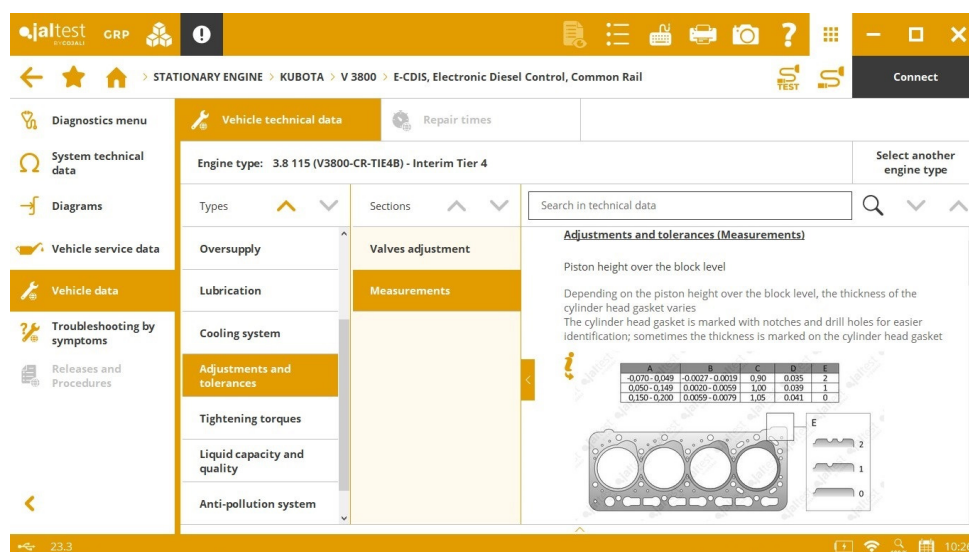 jaltest GRP
BY COJALI
TEST
> STATIONARY ENGINE > KUBOTA > V 3800 > E-CDIS, Electronic Diesel Control, Common Rail
Connect
Diagnostics menu
System technical
data
Diagrams
Vehicle service data
Vehicle data
Troubleshooting by
symptoms
Releases and
Procedures
Vehicle technical data
Repair times
Engine type: 3.8 115 (V3800-CR-TIE4B) - Interim Tier 4
Select another
engine type
Types
Sections
Search in technical data
Oversupply
Lubrication
Cooling system
Adjustments and
tolerances
Tightening torques
Liquid capacity and
quality
Anti-pollution system
Valves adjustment
Measurements
Adjustments and tolerances (Measurements)
Piston height over the block level
Depending on the piston height over the block level, the thickness of the
cylinder head gasket varies
The cylinder head gasket is marked with notches and drill holes for easier
identification; sometimes the thickness is marked on the cylinder head gasket
A B C D E
-0,070 - 0,049 -0.0027 - 0.0019 0,90 0.035 2
0,050 - 0,149 0.0020 - 0.0059 1,00 0.039 1
0,150 - 0,200 0.0059 - 0.0079 1,05 0.041 0
E
2
1
0
23.3